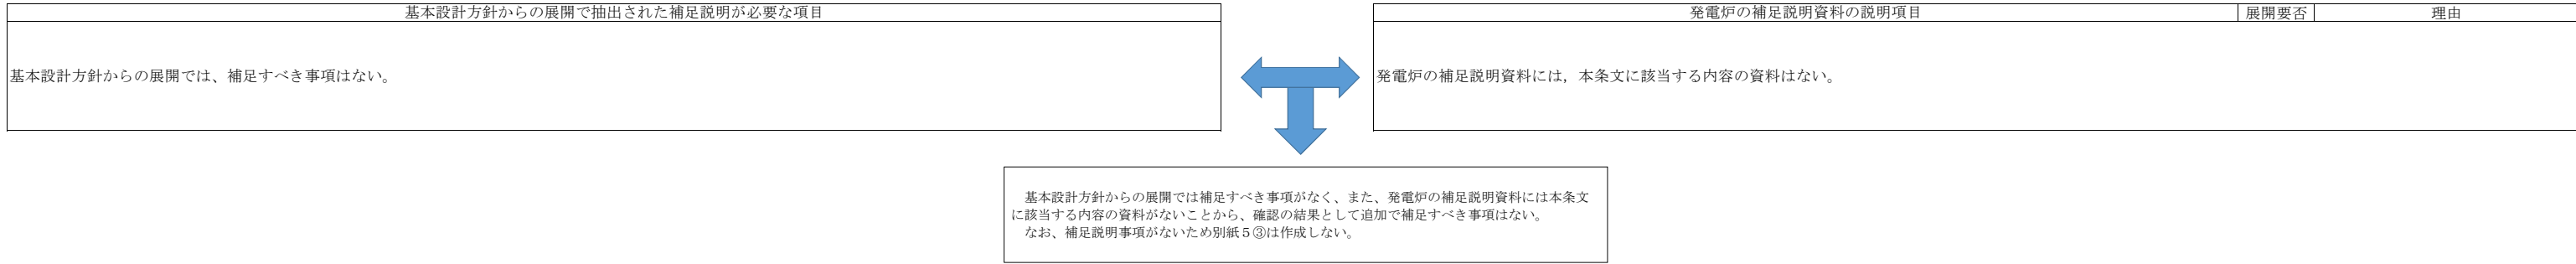 基本設計方針からの展開で抽出された補足説明が必要な項目
基本設計方針からの展開では、補足すべき事項はない。
発電炉の補足説明資料の説明項目
展開要否
理由
発電炉の補足説明資料には，本条文に該当する内容の資料はない。
基本設計方針からの展開では補足すべき事項がなく、また、発電炉の補足説明資料には本条文
に該当する内容の資料がないことから、確認の結果として追加で補足すべき事項はない。
なお、補足説明事項がないため別紙５③は作成しない。